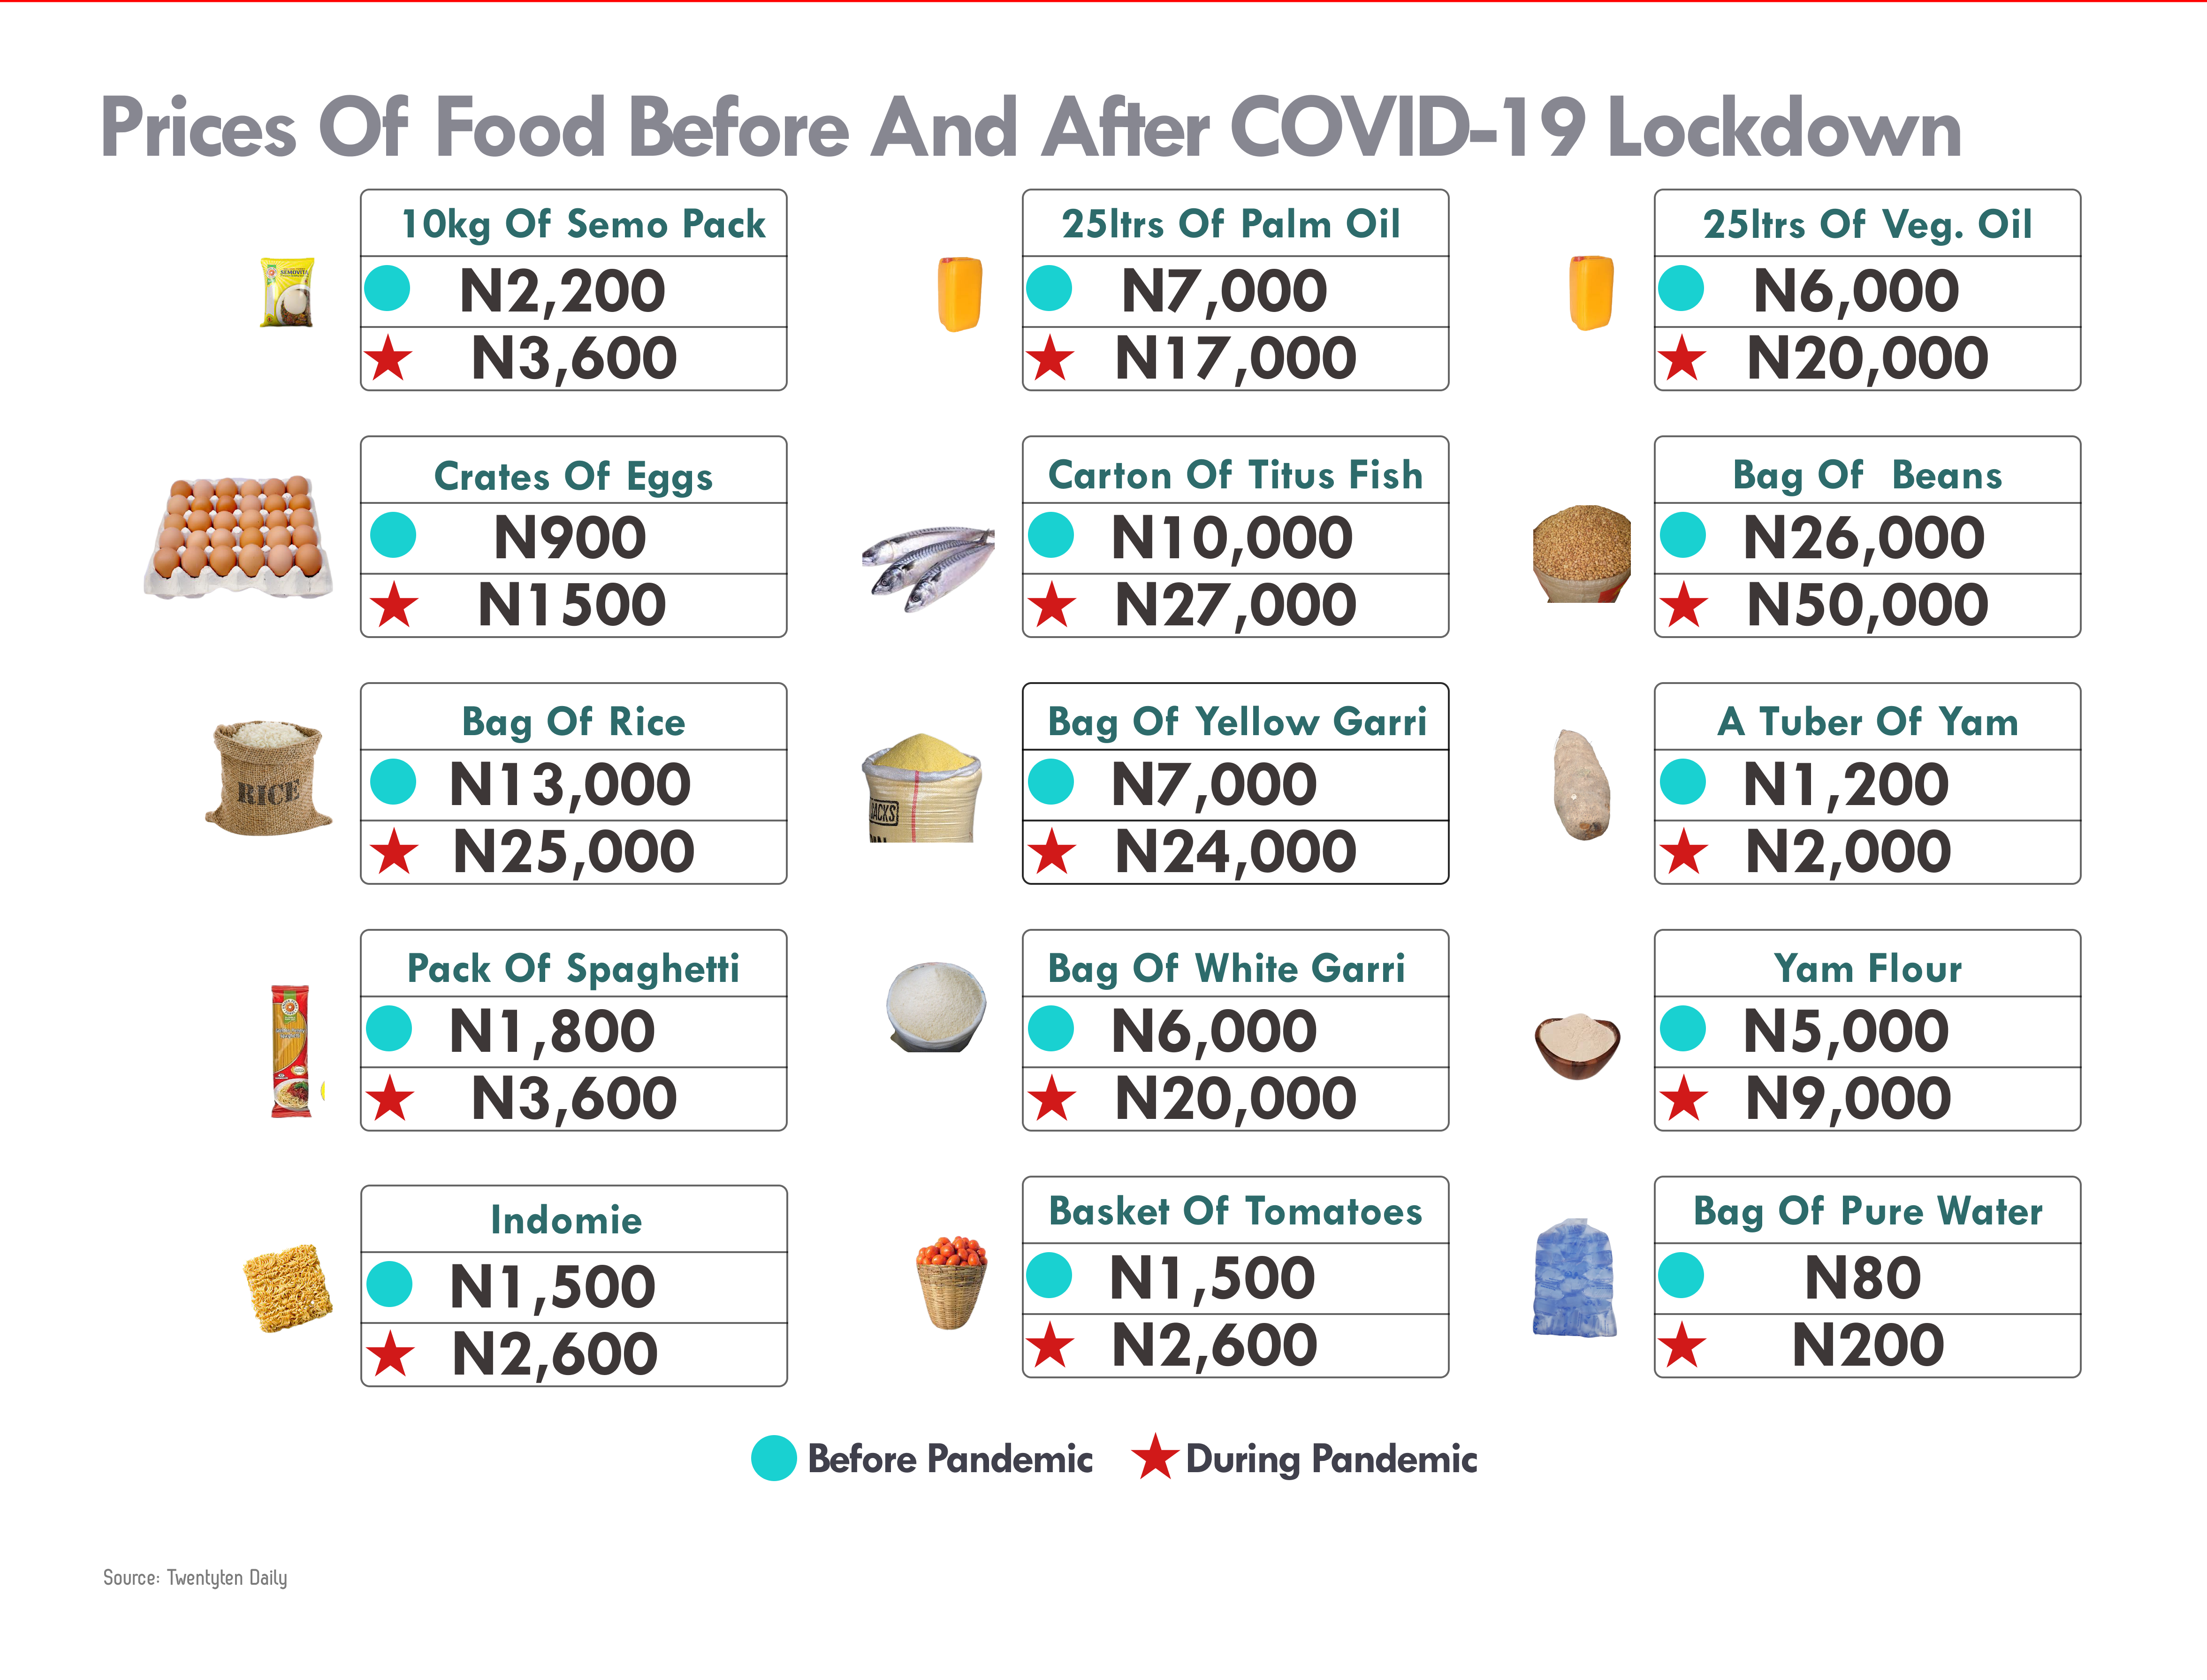 Prices Of Food Before And After COVID-19 Lockdown
10kg Of Semo Pack
N2,200
N3,600
25ltrs Of Palm Oil
N7,000
N17,000
25ltrs Of Veg. Oil
N6,000
N20,000
Crates Of Eggs
N900
N1500
Carton Of Titus Fish
N10,000
N27,000
Bag Of Beans
N26,000
N50,000
RICE
Bag Of Rice
N13,000
N25,000
SACKS
Bag Of Yellow Garri
N7,000
N24,000
A Tuber Of Yam
N1,200
N2,000
Pack Of Spaghetti
N1,800
N3,600
Bag Of White Garri
N6,000
N20,000
Yam Flour
N5,000
N9,000
Indomie
N1,500
N2,600
Basket Of Tomatoes
N1,500
N2,600
Bag Of Pure Water
N80
N200
Before Pandemic
During Pandemic
Source: Twentyten Daily